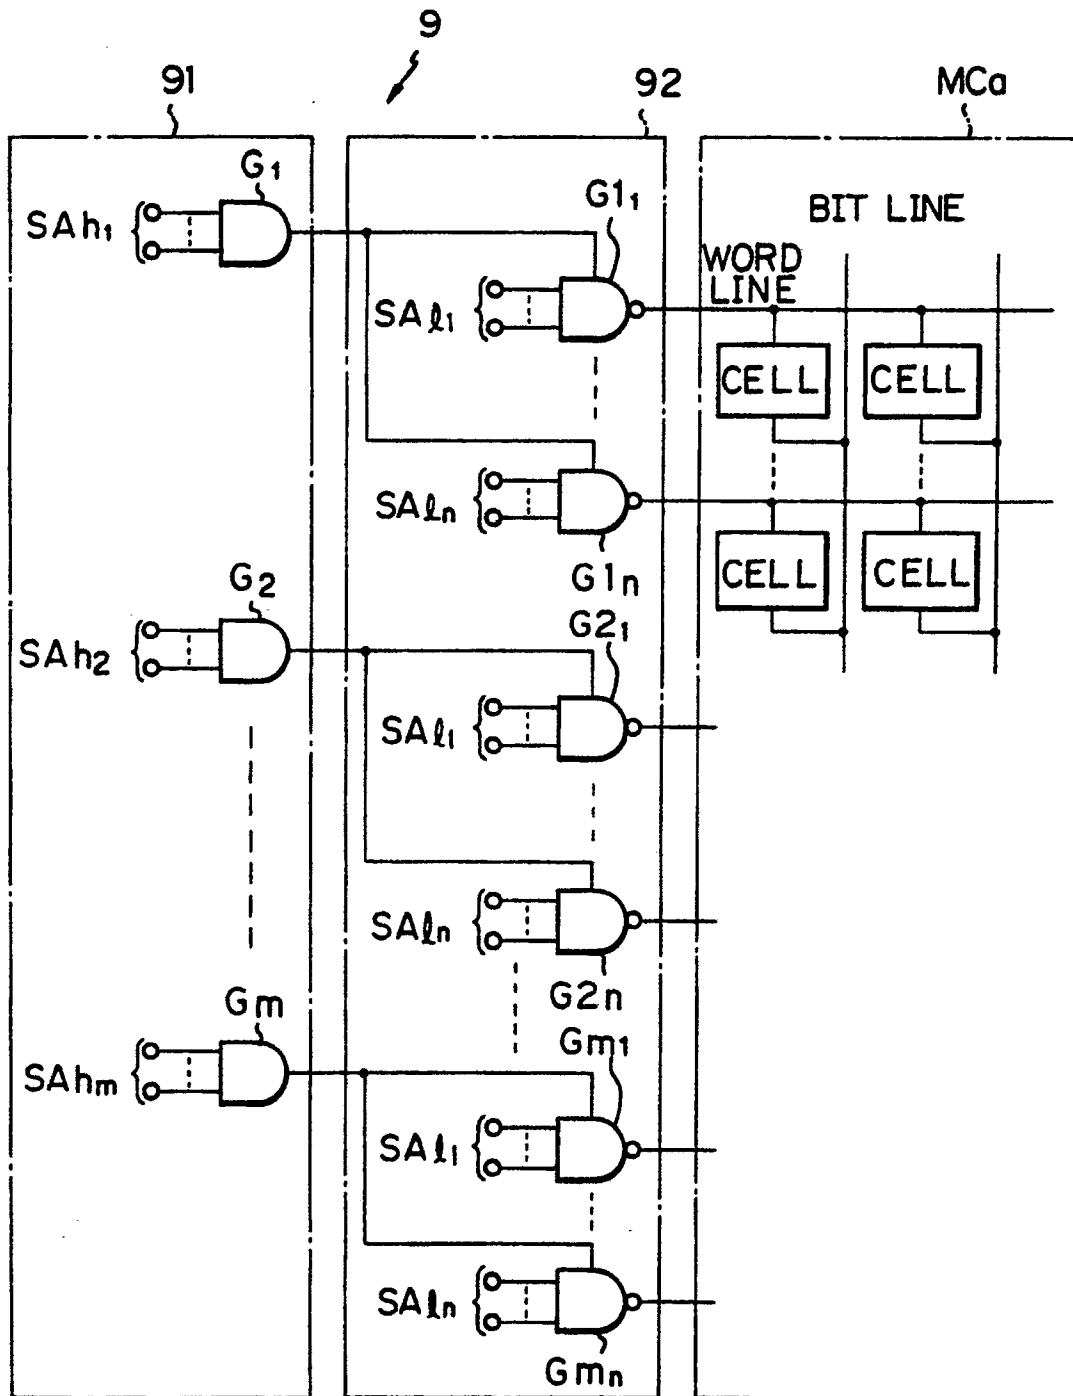 9
91
92
MCa
G1
SAh1
G11
BIT LINE
WORD
LINE
SAl1
CELL
CELL
SAln
G1n
CELL
CELL
G2
SAh2
G21
SAl1
SAln
G2n
Gm
SAhm
Gm1
SAl1
SAln
Gmn